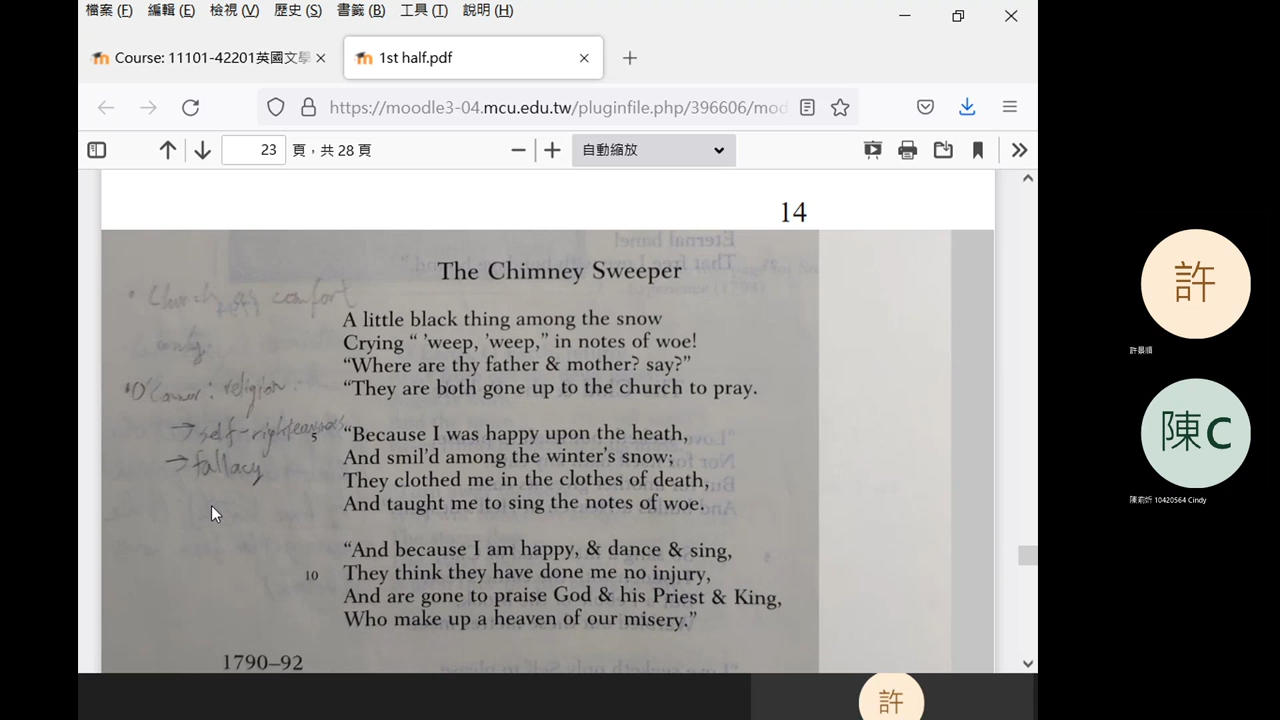 檔案 (F) 編輯 (E) 檢視 (V) 歷史 (S) 書籤 (B) 工具 (T) 說明 (H)
Course: 11101-42201英國文學
1st half.pdf
https://moodle3-04.mcu.edu.tw/pluginfile.php/396606/mod
23 頁，共 28 頁
自動縮放
14
The Chimney Sweeper
A little black thing among the snow
Crying “ 'weep, 'weep,” in notes of woe!
“Where are thy father & mother? say?”
“They are both gone up to the church to pray.
5 “Because I was happy upon the heath,
And smil'd among the winter's snow;
They clothed me in the clothes of death,
And taught me to sing the notes of woe.
“And because I am happy, & dance & sing,
10 They think they have done me no injury,
And are gone to praise God & his Priest & King,
Who make up a heaven of our misery.”
1790–92
Church as comfort
only
religion
→ self-righteousness
→ fallacy
許
許景順
陳C
10420564 Cindy
許